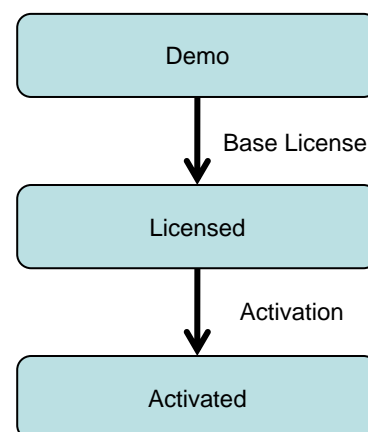 Demo
Base License
Licensed
Activation
Activated